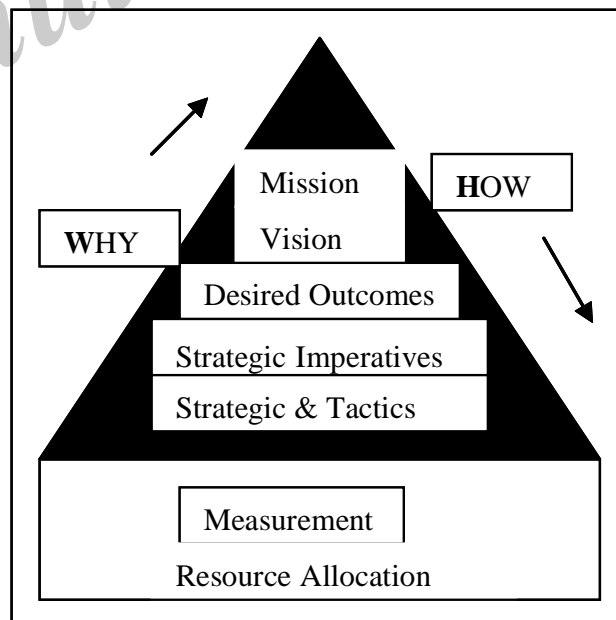 Mission
HOW
WHY
Vision
Desired Outcomes
Strategic Imperatives
Strategic & Tactics
Measurement
Resource Allocation